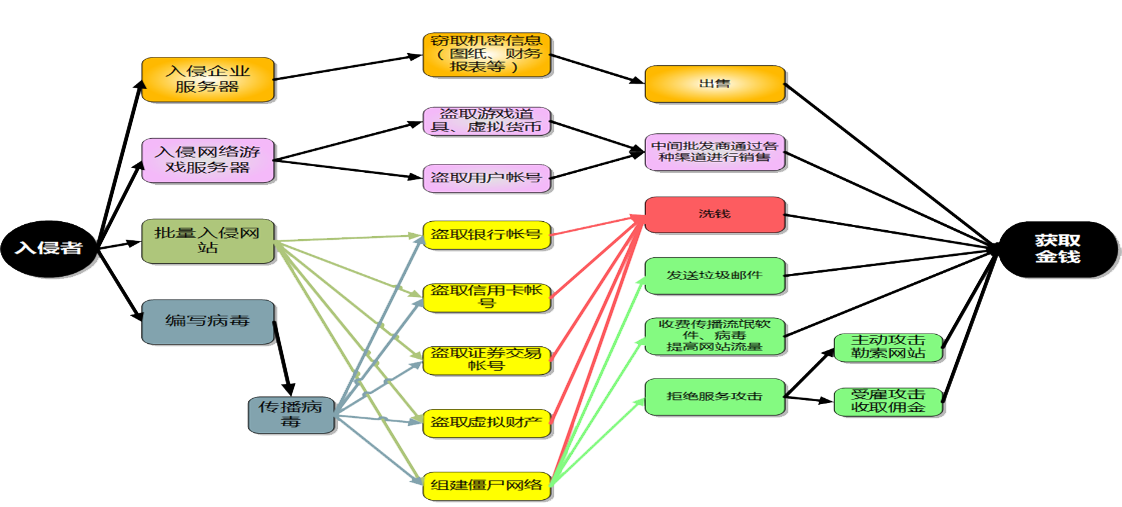 入侵者
入侵企业
服务器
入侵网络游
戏服务器
批量入侵网
站
编写病毒
传播病
毒
窃取机密信息
（图纸、财务
报表等）
盗取游戏道
具、虚拟货币
盗取用户帐号
盗取银行帐号
盗取信用卡帐
号
盗取证券交易
帐号
盗取虚拟财产
组建僵尸网络
出售
中间批发商通过各
种渠道进行销售
洗钱
发送垃圾邮件
收费传播流氓软
件、病毒
提高网站流量
拒绝服务攻击
主动攻击
勒索网站
受雇攻击
收取佣金
获取
金钱